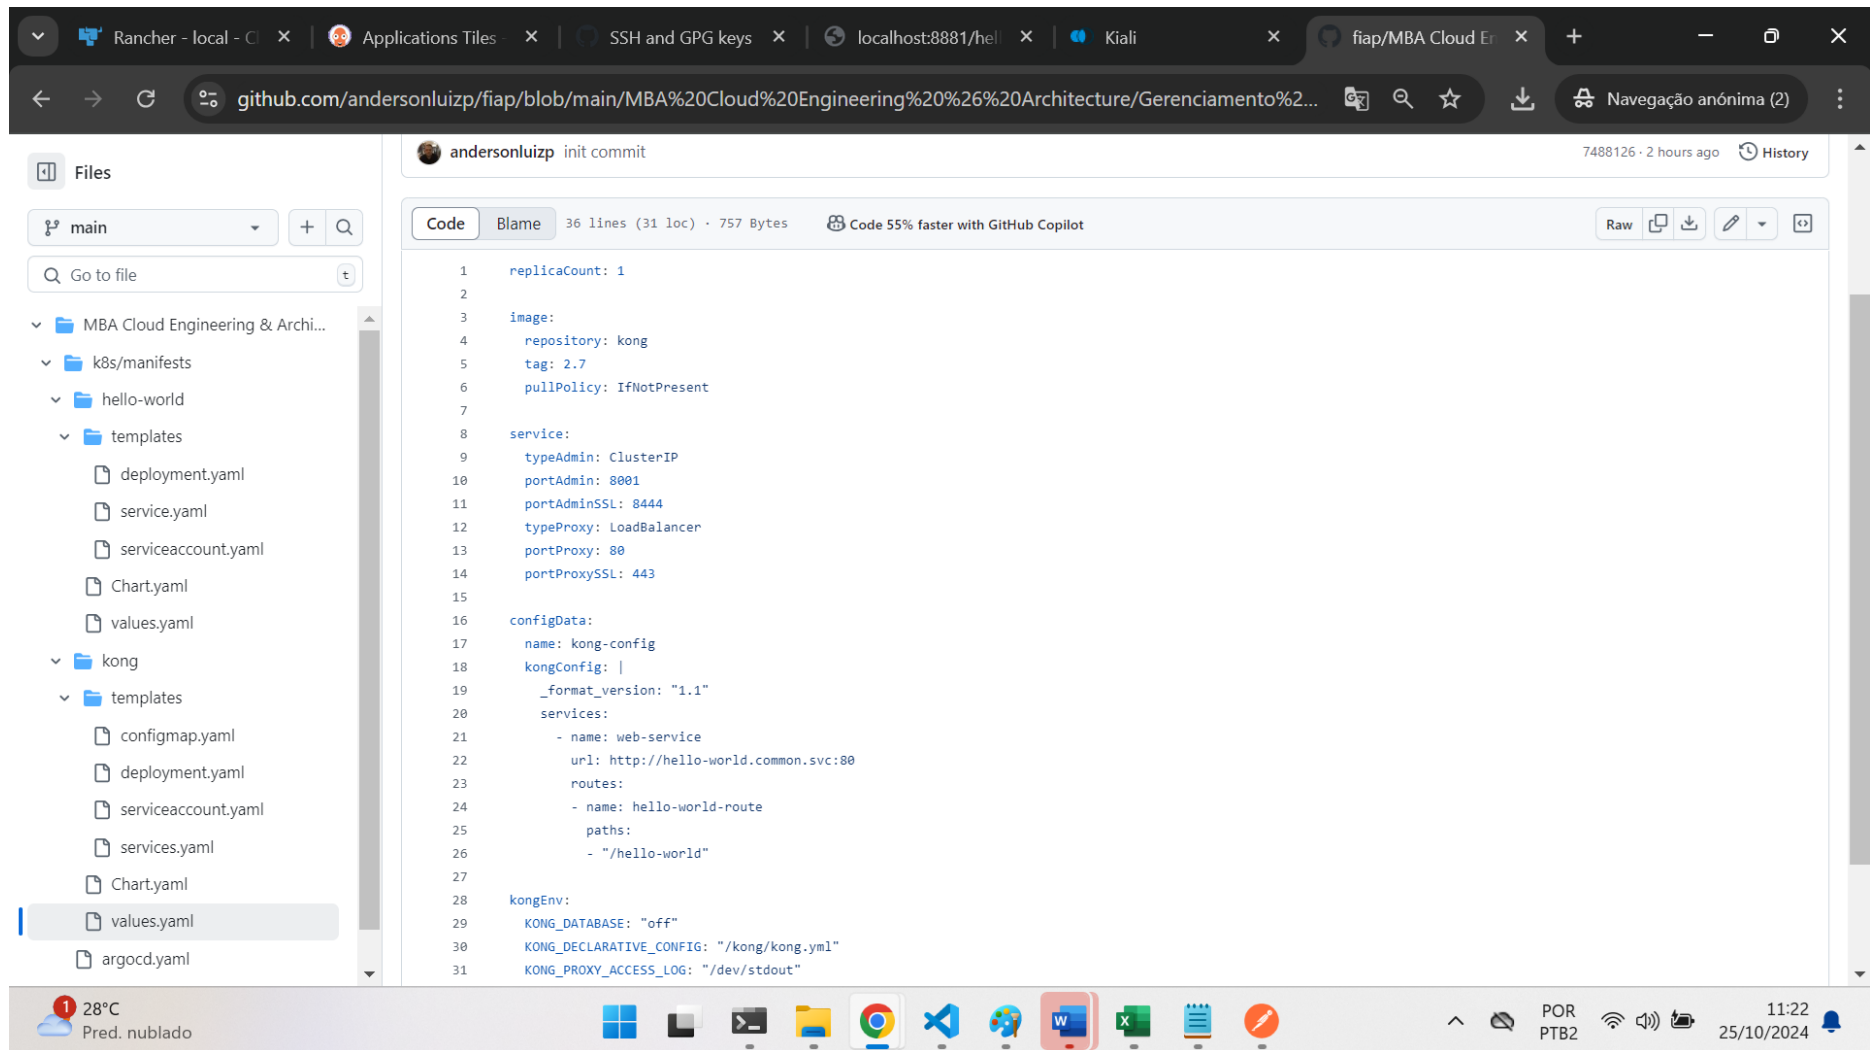 Rancher - local - Cl
Applications Tiles -
SSH and GPG keys
localhost:8881/hel
Kiali
fiap/MBA Cloud En
github.com/andersonluizp/fiap/blob/main/MBA%20Cloud%20Engineering%20%26%20Architecture/Gerenciamento%2...
Navegação anónima (2)
Files
main
Go to file
t
MBA Cloud Engineering & Archi...
k8s/manifests
hello-world
templates
deployment.yaml
service.yaml
serviceaccount.yaml
Chart.yaml
values.yaml
kong
templates
configmap.yaml
deployment.yaml
serviceaccount.yaml
services.yaml
Chart.yaml
values.yaml
argocd.yaml
andersonluizp init commit
7488126 · 2 hours ago
History
Code
Blame
36 lines (31 loc) · 757 Bytes
Code 55% faster with GitHub Copilot
Raw
1 replicaCount: 1
2
3 image:
4 repository: kong
5 tag: 2.7
6 pullPolicy: IfNotPresent
7
8 service:
9 typeAdmin: ClusterIP
10 portAdmin: 8001
11 portAdminSSL: 8444
12 typeProxy: LoadBalancer
13 portProxy: 80
14 portProxySSL: 443
15
16 configData:
17 name: kong-config
18 kongConfig: |
19 _format_version: "1.1"
20 services:
21 - name: web-service
22 url: http://hello-world.common.svc:80
23 routes:
24 - name: hello-world-route
25 paths:
26 - "/hello-world"
27
28 kongEnv:
29 KONG_DATABASE: "off"
30 KONG_DECLARATIVE_CONFIG: "/kong/kong.yml"
31 KONG_PROXY_ACCESS_LOG: "/dev/stdout"
1
28°C
Pred. nublado
POR
PTB2
11:22
25/10/2024